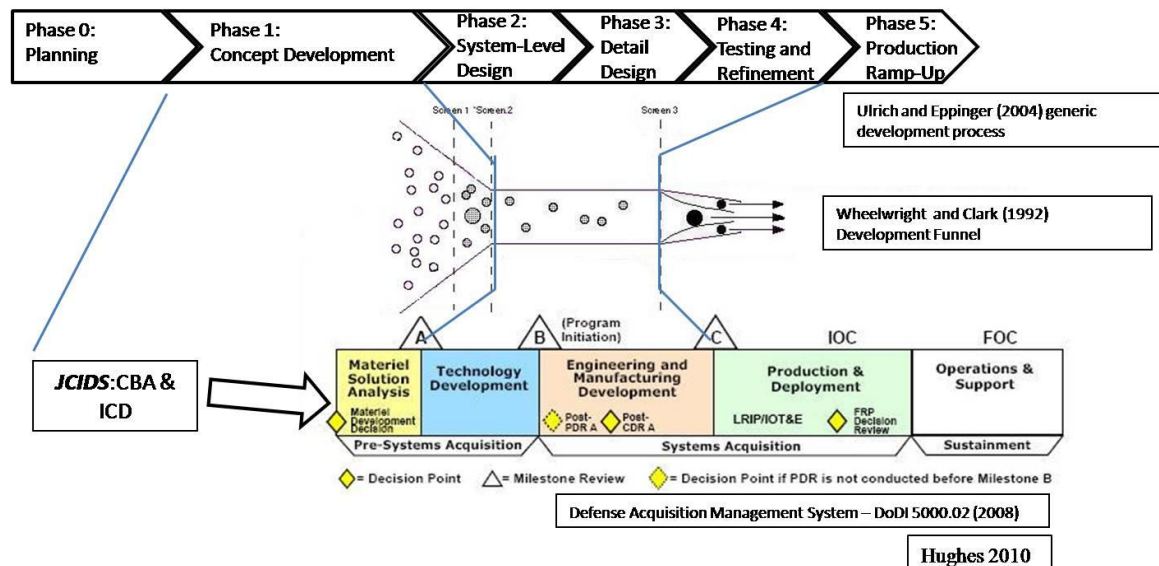 Phase 0:
Planning
Phase 1:
Concept Development
Phase 2:
System-Level
Design
Phase 3:
Detail
Design
Phase 4:
Testing and
Refinement
Phase 5:
Production
Ramp-Up
Ulrich and Eppinger (2004) generic
development process
Screen 1
Screen 2
Screen 3
Wheelwright and Clark (1992)
Development Funnel
A
B
(Program
Initiation)
C
IOC
FOC
JCIDS:CBA &
ICD
Materiel
Solution
Analysis
Materiel
Development
Decision
Technology
Development
Engineering and
Manufacturing
Development
Post-
PDR A
Post-
CDR A
Production &
Deployment
LRIP/IOT&E
FRP
Decision
Review
Operations &
Support
Pre-Systems Acquisition
Systems Acquisition
Sustainment
= Decision Point
= Milestone Review
= Decision Point if PDR is not conducted before Milestone B
Defense Acquisition Management System – DoDI 5000.02 (2008)
Hughes 2010